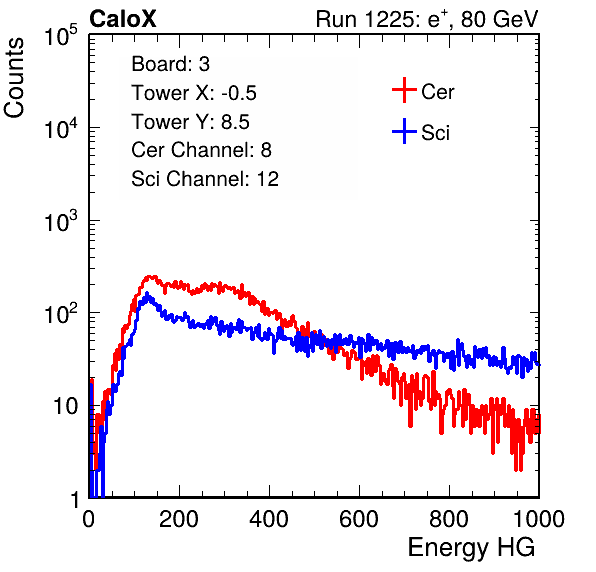 CaloX Run 1225: e⁺, 80 GeV
Counts
Board: 3
Tower X: -0.5
Tower Y: 8.5
Cer Channel: 8
Sci Channel: 12
Cer
Sci
10⁵
10⁴
10³
10²
10
1
0 200 400 600 800 1000
Energy HG